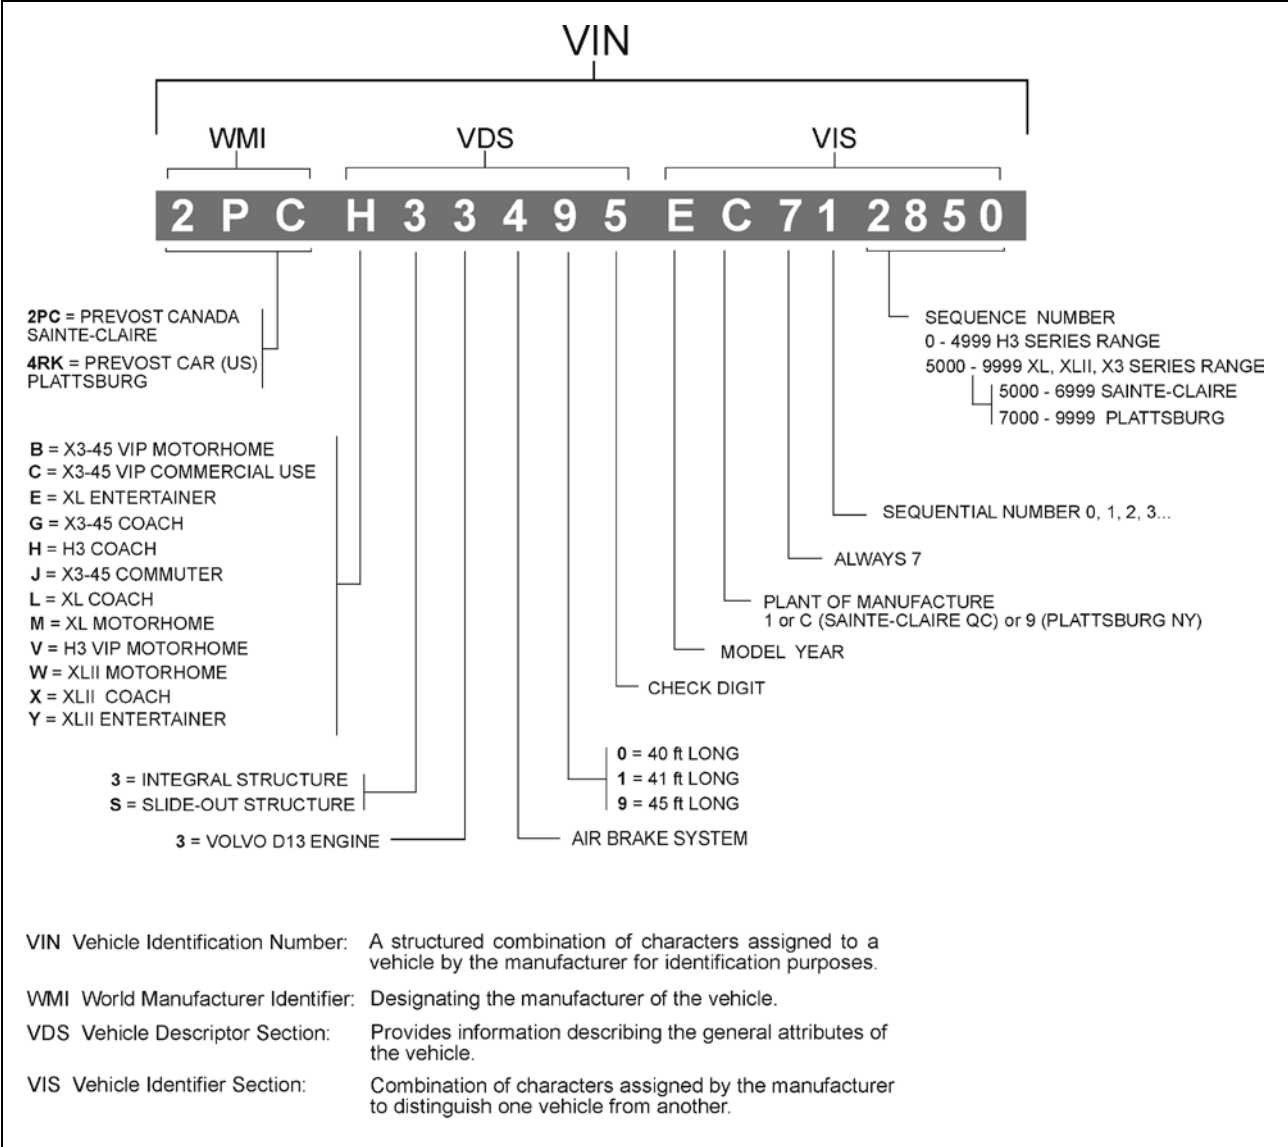 VIN
WMI
VDS
VIS
2 P C H 3 3 4 9 5 E C 7 1 2 8 5 0
2PC = PREVOST CANADA
SAINTE-CLAIRE
4RK = PREVOST CAR (US)
PLATTSBURG
B = X3-45 VIP MOTORHOME
C = X3-45 VIP COMMERCIAL USE
E = XL ENTERTAINER
G = X3-45 COACH
H = H3 COACH
J = X3-45 COMMUTER
L = XL COACH
M = XL MOTORHOME
V = H3 VIP MOTORHOME
W = XLII MOTORHOME
X = XLII COACH
Y = XLII ENTERTAINER
3 = INTEGRAL STRUCTURE
S = SLIDE-OUT STRUCTURE
3 = VOLVO D13 ENGINE
AIR BRAKE SYSTEM
0 = 40 ft LONG
1 = 41 ft LONG
9 = 45 ft LONG
CHECK DIGIT
MODEL YEAR
PLANT OF MANUFACTURE
1 or C (SAINTE-CLAIRE QC) or 9 (PLATTSBURG NY)
ALWAYS 7
SEQUENTIAL NUMBER 0, 1, 2, 3...
SEQUENCE NUMBER
0 - 4999 H3 SERIES RANGE
5000 - 9999 XL, XLII, X3 SERIES RANGE
5000 - 6999 SAINTE-CLAIRE
7000 - 9999 PLATTSBURG
VIN Vehicle Identification Number: A structured combination of characters assigned to a
vehicle by the manufacturer for identification purposes.
WMI World Manufacturer Identifier: Designating the manufacturer of the vehicle.
VDS Vehicle Descriptor Section: Provides information describing the general attributes of
the vehicle.
VIS Vehicle Identifier Section: Combination of characters assigned by the manufacturer
to distinguish one vehicle from another.